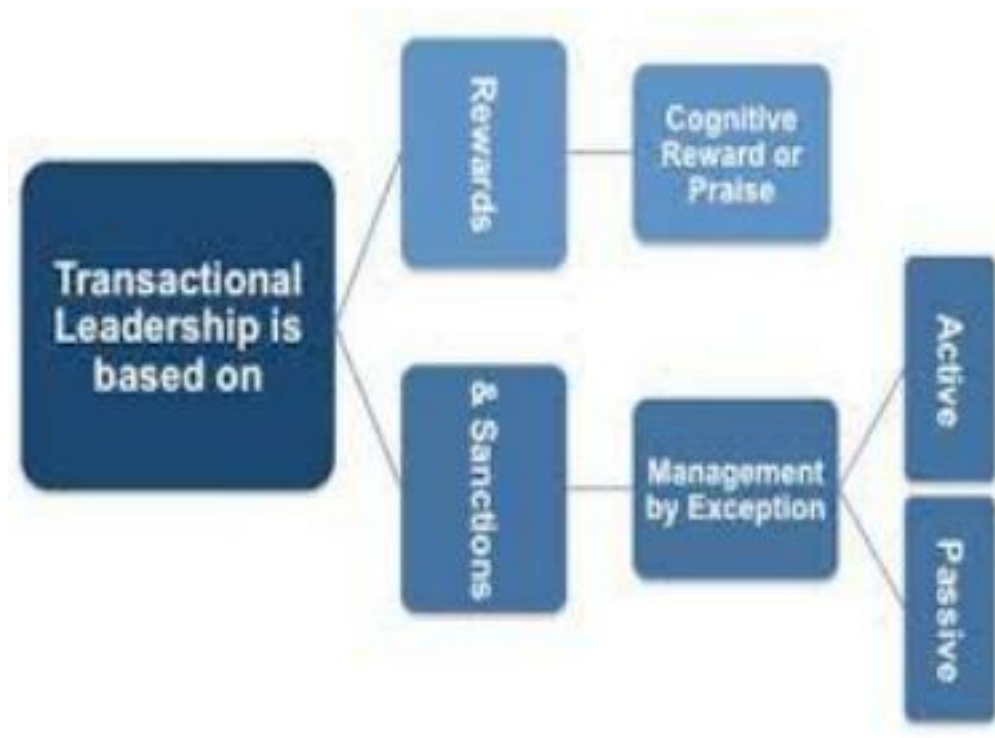 Transactional
Leadership is
based on
Rewards
Cognitive
Reward or
Praise
& Sanctions
Management
by Exception
Active
Passive